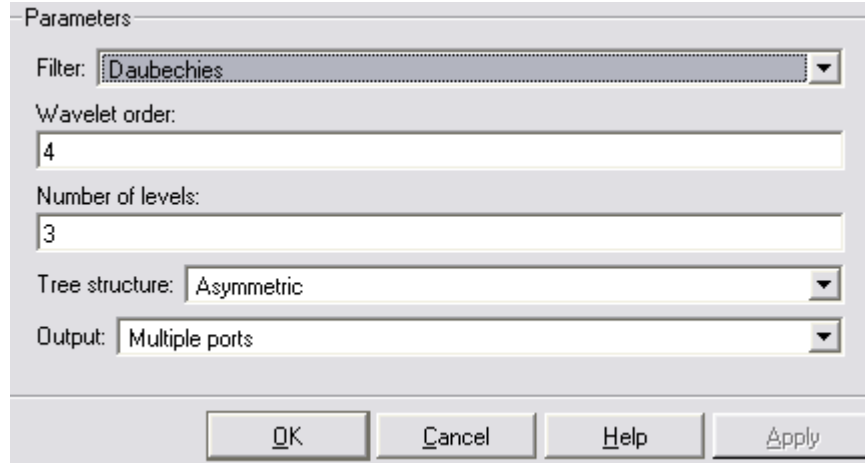 Parameters
Filter: Daubechies
Wavelet order:
4
Number of levels:
3
Tree structure: Asymmetric
Output: Multiple ports
OK Cancel Help Apply